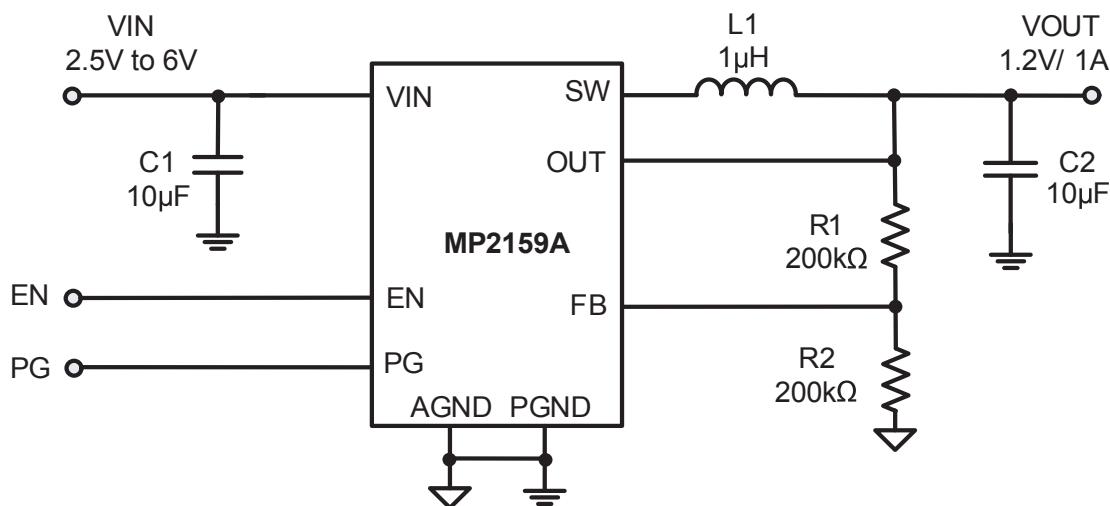 VIN
2.5V to 6V
L1
1µH
VOUT
1.2V/ 1A
VIN
SW
C1
10µF
OUT
C2
10µF
MP2159A
R1
200kΩ
EN
EN
FB
PG
PG
R2
200kΩ
AGND
PGND